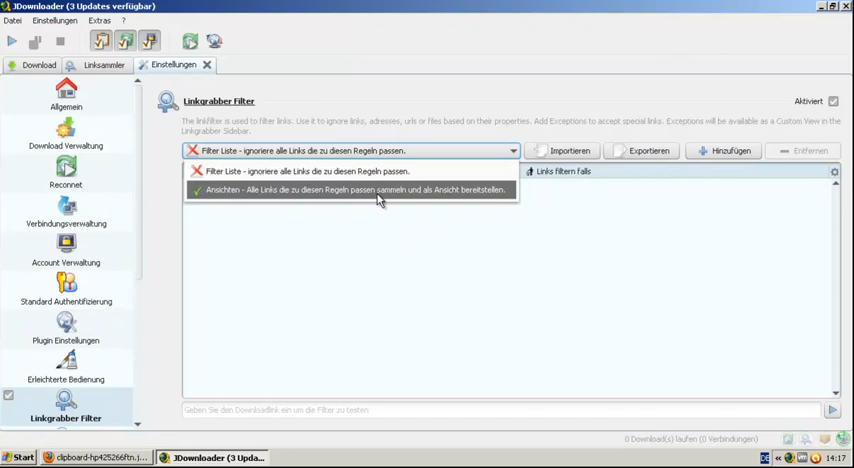 JDownloader (3 Updates verfügbar)
Datei Einstellungen Extras ?
Download Linksammler Einstellungen
Allgemein
Download Verwaltung
Reconnet
Verbindungsverwaltung
Account Verwaltung
Standard Authentifizierung
Plugin Einstellungen
Erleichterte Bedienung
Linkgrabber Filter
Linkgrabber Filter
Aktiviert
The linkfilter is used to filter links. Use it to ignore links, adresses, urls or files based on their properties. Add Exceptions to accept special links. Exceptions will be available as a Custom View in the
Linkgrabber Sidebar.
Filter Liste - ignoriere alle Links die zu diesen Regeln passen.
Importieren Exportieren Hinzufügen Entfernen
Filter Liste - ignoriere alle Links die zu diesen Regeln passen.
Ansichten - Alle Links die zu diesen Regeln passen sammeln und als Ansicht bereitstellen.
Links filtern falls
Geben Sie den Downloadlink ein um die Filter zu testen
0 Download(s) laufen (0 Verbindungen)
Start clipboard-hp425266ftn.j... JDownloader (3 Upda... DE « 14:17